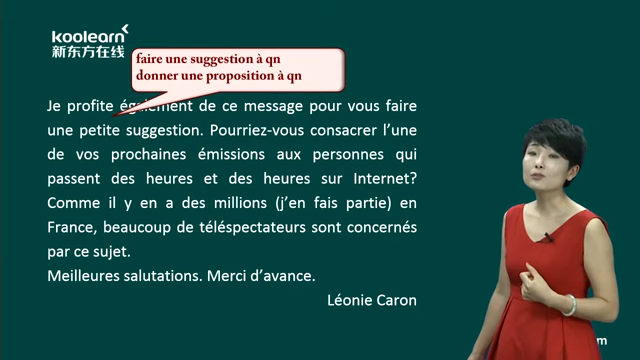 koolearn
新东方在线
faire une suggestion à qn
donner une proposition à qn
Je profite également de ce message pour vous faire
une petite suggestion. Pourriez-vous consacrer l'une
de vos prochaines émissions aux personnes qui
passent des heures et des heures sur Internet?
Comme il y en a des millions (j'en fais partie) en
France, beaucoup de téléspectateurs sont concernés
par ce sujet.
Meilleures salutations. Merci d'avance.
Léonie Caron